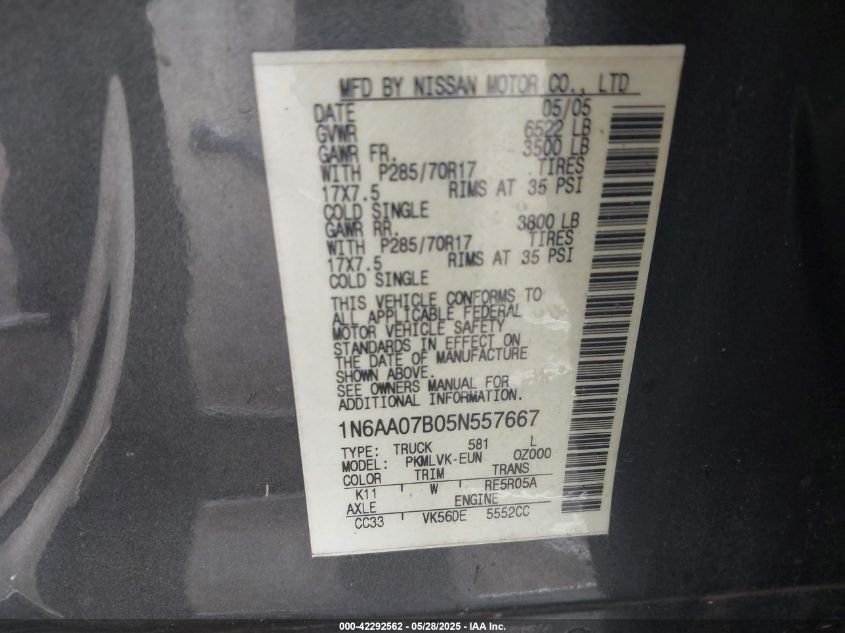 MFD BY NISSAN MOTOR CO., LTD
DATE 05/05
GVWR 6522 LB
GAWR FR. 3500 LB
WITH P285/70R17 TIRES
17X7.5 RIMS AT 35 PSI
COLD SINGLE
GAWR RR. 3800 LB
WITH P285/70R17 TIRES
17X7.5 RIMS AT 35 PSI
COLD SINGLE
THIS VEHICLE CONFORMS TO
ALL APPLICABLE FEDERAL
MOTOR VEHICLE SAFETY
STANDARDS IN EFFECT ON
THE DATE OF MANUFACTURE
SHOWN ABOVE.
SEE OWNERS MANUAL FOR
ADDITIONAL INFORMATION.
1N6AA07B05N557667
TYPE: TRUCK 581 L
MODEL: PKMLVK-EUN OZ000
COLOR TRIM TRANS
K11 W RE5R05A
AXLE ENGINE
CC33 VK56DE 5552CC
000-42292562 - 05/28/2025 - IAA Inc.